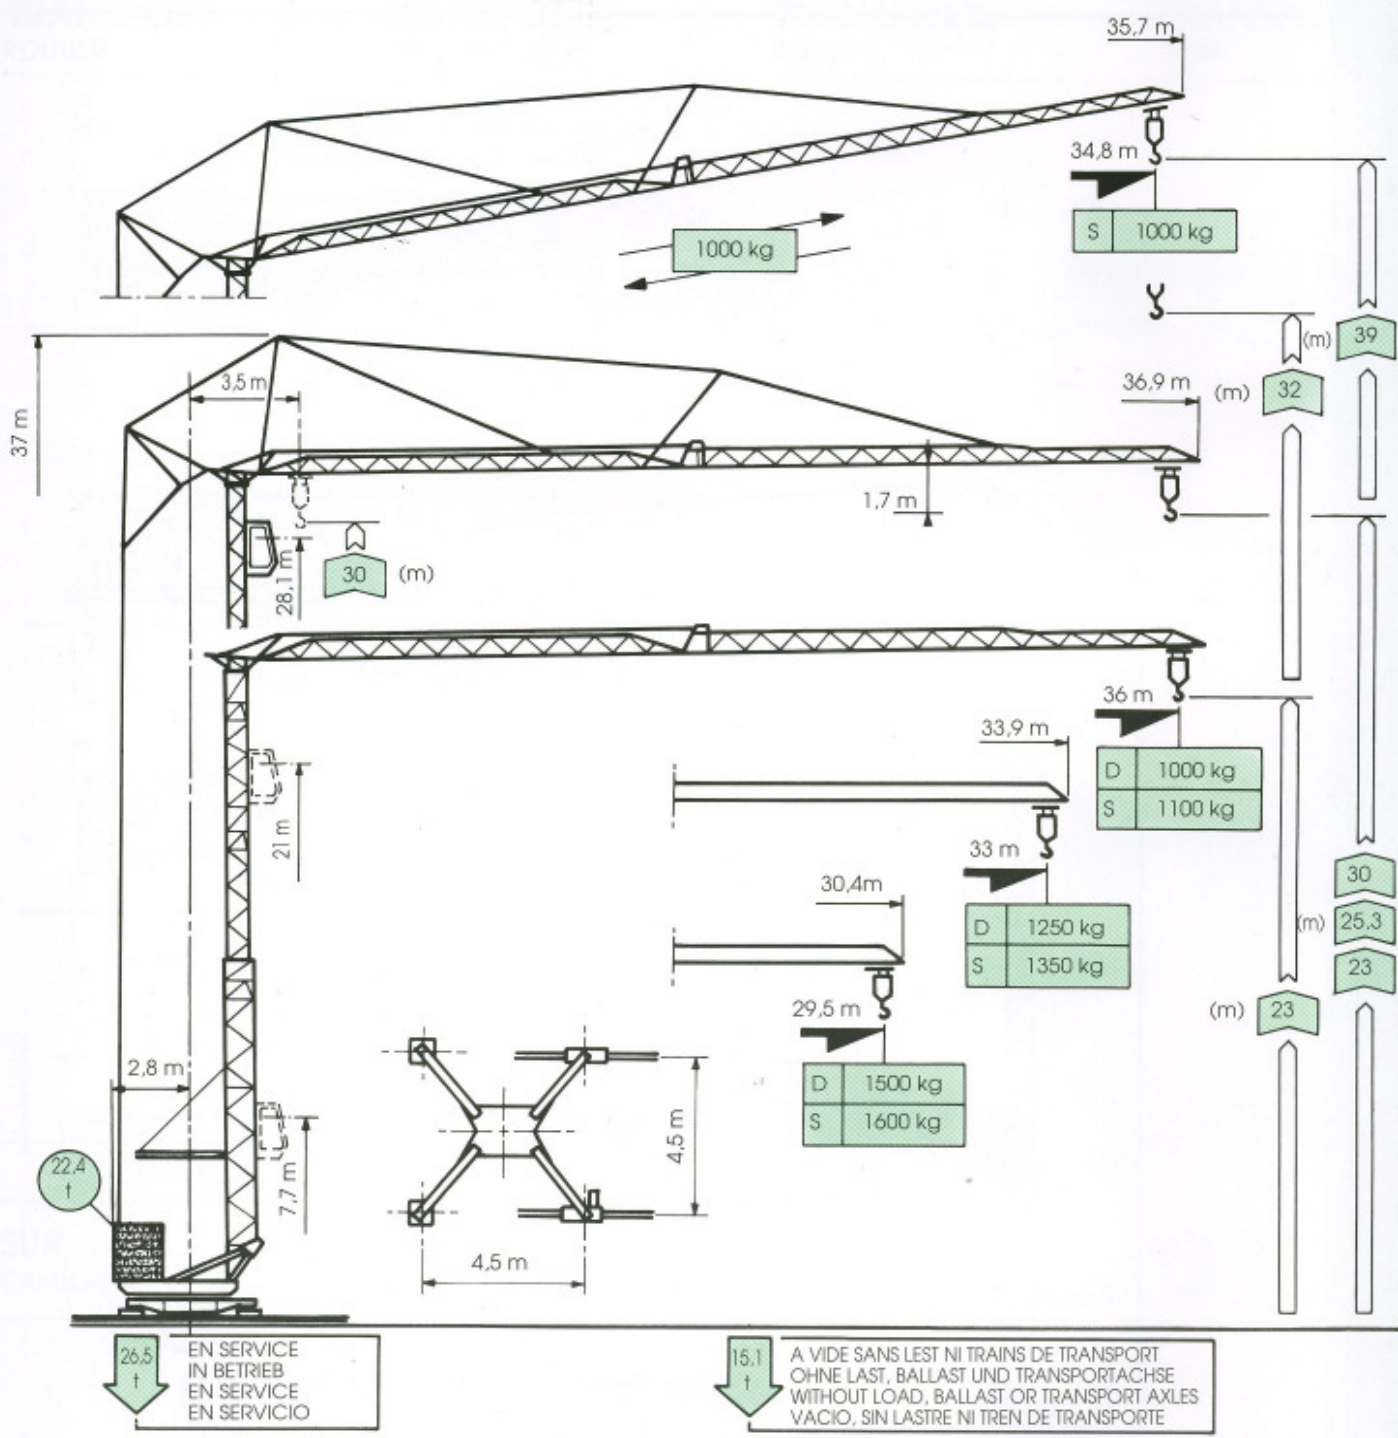 35,7 m
34,8 m
S 1000 kg
1000 kg
(m) 39
37 m
3,5 m
36,9 m
(m) 32
1,7 m
28,1 m
30 (m)
36 m
33,9 m
D 1000 kg
S 1100 kg
21 m
33 m
30,4m
D 1250 kg
S 1350 kg
30
(m) 25,3
23
29,5 m
(m) 23
D 1500 kg
S 1600 kg
2,8 m
4,5 m
22,4
t
7,7 m
4,5 m
26,5
t
EN SERVICE
IN BETRIEB
EN SERVICE
EN SERVICIO
15,1
t
A VIDE SANS LEST NI TRAINS DE TRANSPORT
OHNE LAST, BALLAST UND TRANSPORTACHSE
WITHOUT LOAD, BALLAST OR TRANSPORT AXLES
VACIO, SIN LASTRE NI TREN DE TRANSPORTE